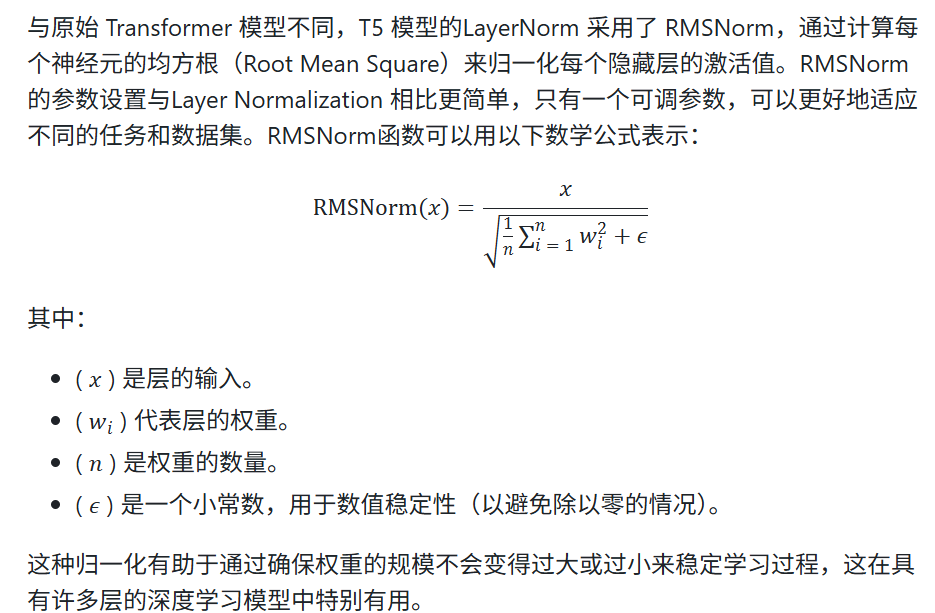 与原始 Transformer 模型不同，T5 模型的LayerNorm 采用了 RMSNorm，通过计算每
个神经元的均方根（Root Mean Square）来归一化每个隐藏层的激活值。RMSNorm
的参数设置与Layer Normalization 相比更简单，只有一个可调参数，可以更好地适应
不同的任务和数据集。RMSNorm函数可以用以下数学公式表示：
RMSNorm(x) = x / √(1/n ∑_{i = 1}^{n} w_i^2 + ϵ)
其中：
• ( x ) 是层的输入。
• ( w_i ) 代表层的权重。
• ( n ) 是权重的数量。
• ( ϵ ) 是一个小常数，用于数值稳定性（以避免除以零的情况）。
这种归一化有助于通过确保权重的规模不会变得过大或过小来稳定学习过程，这在具
有许多层的深度学习模型中特别有用。